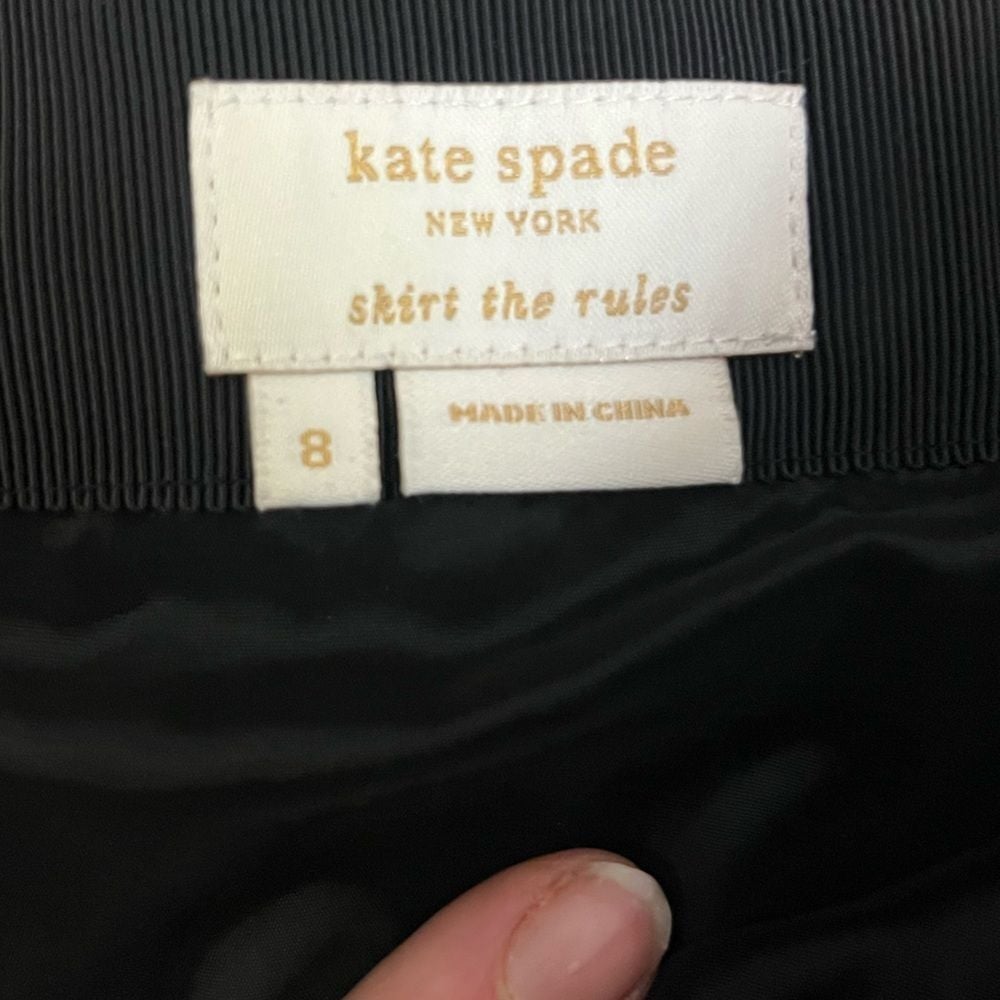 kate spade
NEW YORK
skirt the rules
8
MADE IN CHINA